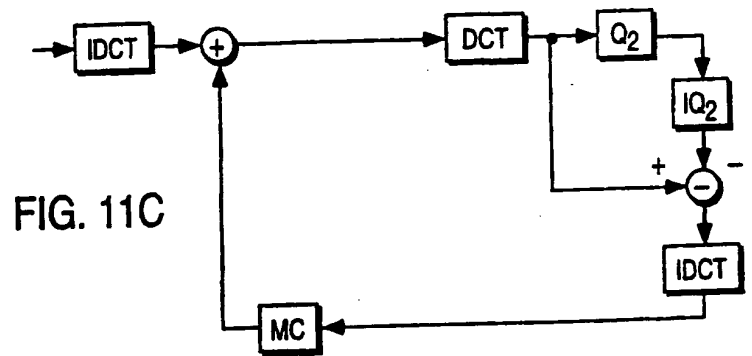 IDCT
+
DCT
Q2
IQ2
+
−
−
IDCT
MC
FIG. 11C